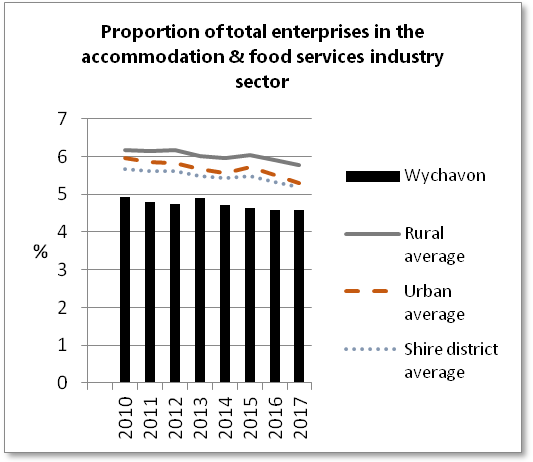 Proportion of total enterprises in the
accommodation & food services industry
sector
7
6
5
4
3
2
1
0
%
2010
2011
2012
2013
2014
2015
2016
2017
Wychavon
Rural
average
Urban
average
Shire district
average